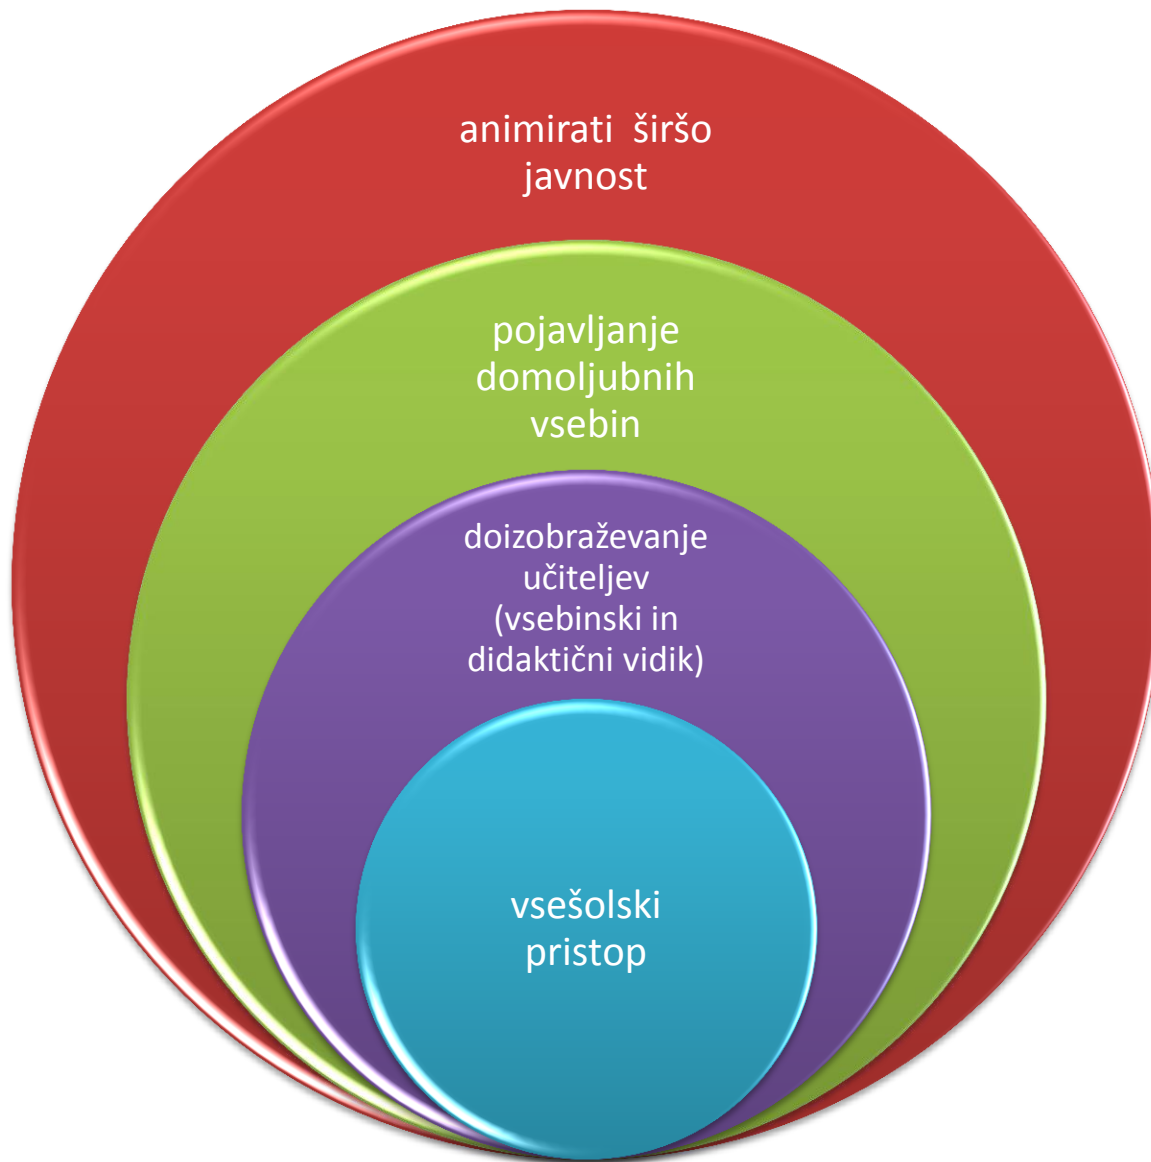 animirati širšo
javnost
pojavljanje
domoljubnih
vsebin
doizobraževanje
učiteljev
(vsebinski in
didaktični vidik)
vsešolski
pristop